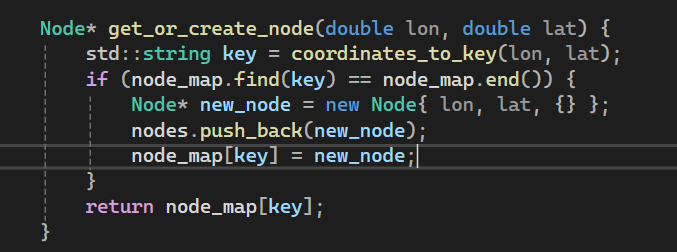 Node* get_or_create_node(double lon, double lat) {
    std::string key = coordinates_to_key(lon, lat);
    if (node_map.find(key) == node_map.end()) {
        Node* new_node = new Node{ lon, lat, {} };
        nodes.push_back(new_node);
        node_map[key] = new_node;
    }
    return node_map[key];
}